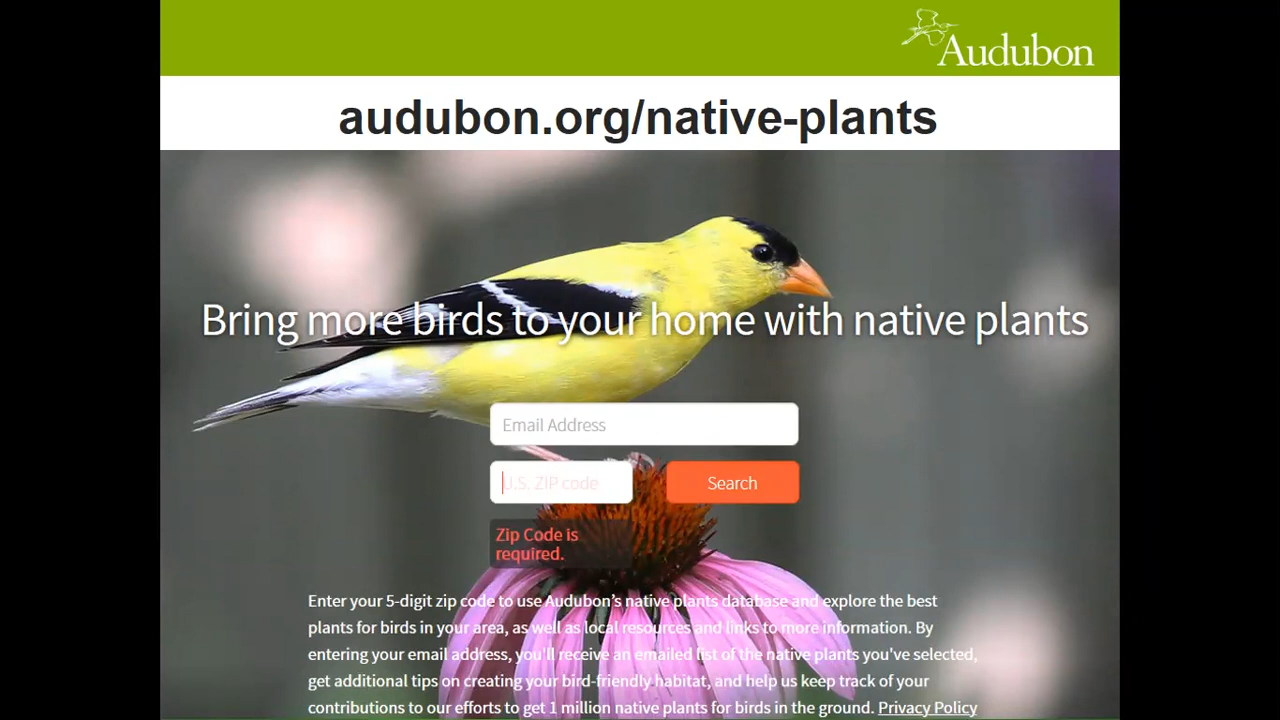 Audubon
audubon.org/native-plants
Bring more birds to your home with native plants
Email Address
U.S. ZIP code
Search
Zip Code is
required.
Enter your 5-digit zip code to use Audubon's native plants database and explore the best
plants for birds in your area, as well as local resources and links to more information. By
entering your email address, you'll receive an emailed list of the native plants you've selected,
get additional tips on creating your bird-friendly habitat, and help us keep track of your
contributions to our efforts to get 1 million native plants for birds in the ground. Privacy Policy